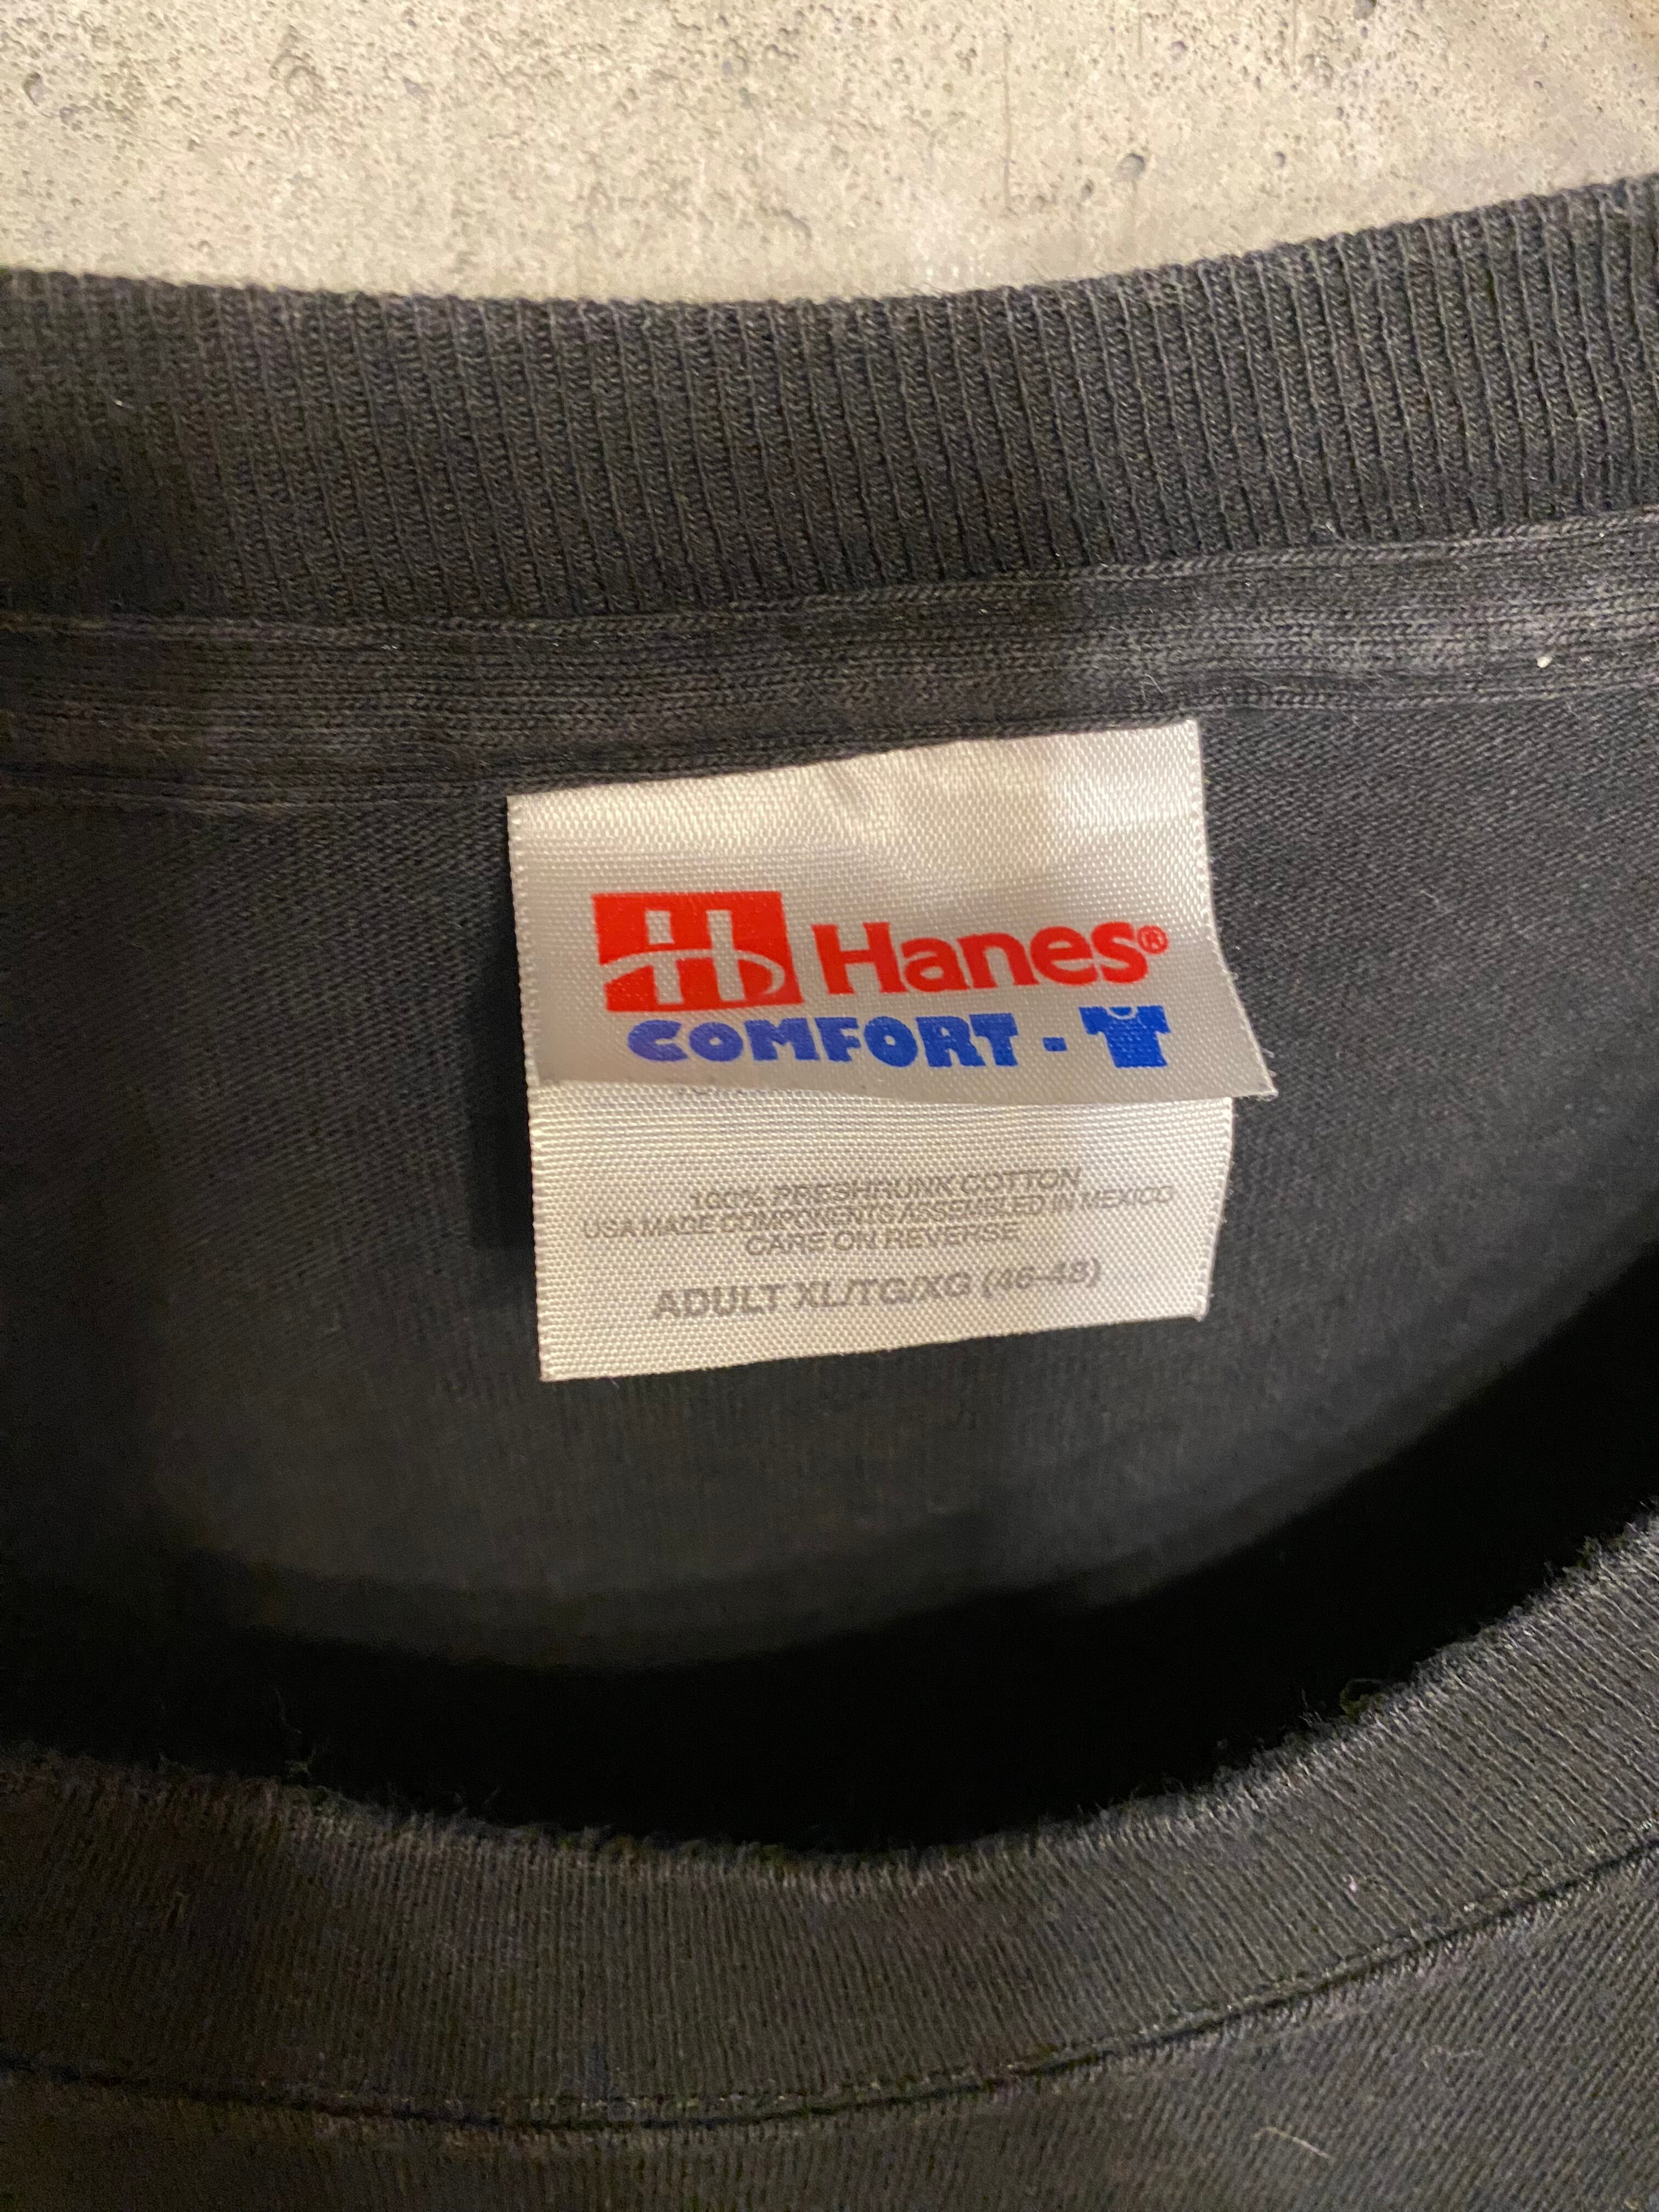 H Hanes®
COMFORT-
100% PRESHRUNK COTTON
USA MADE COMPONENTS ASSEMBLED IN MEXICO
CARE ON REVERSE
ADULT XL/TG/XG (46-48)